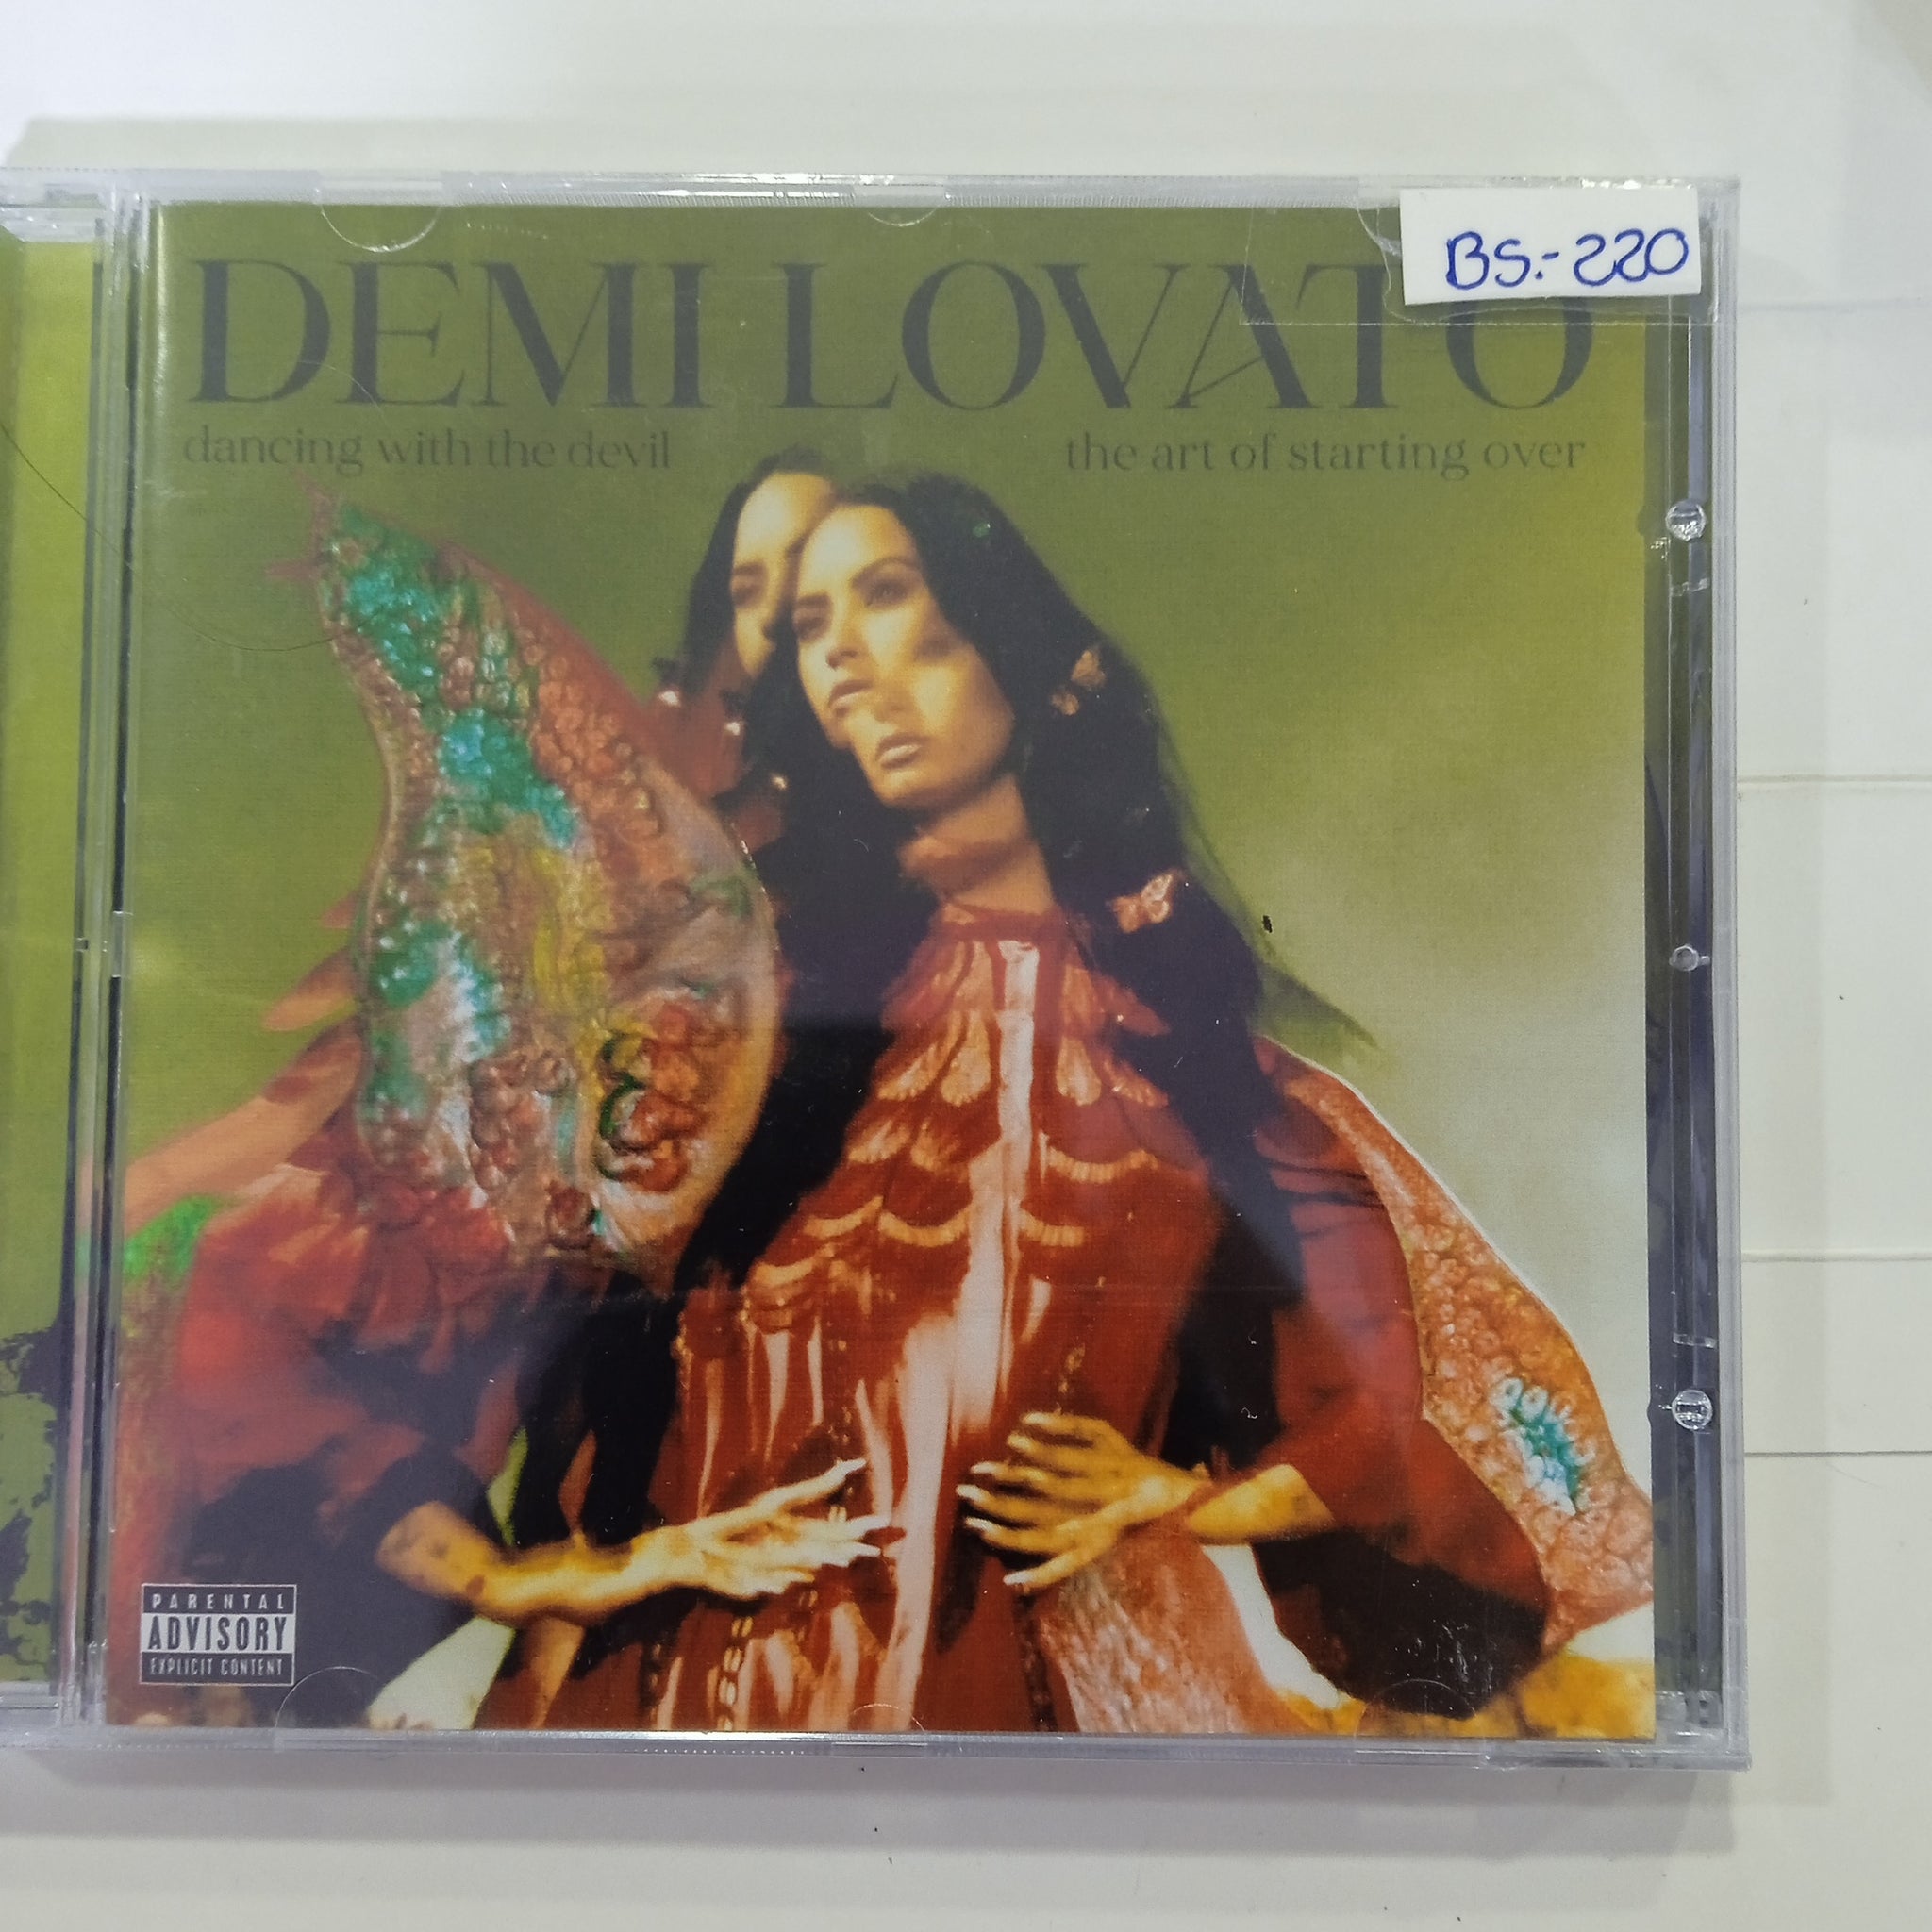 BS.-220
DEMI LOVATO
dancing with the devil
the art of starting over
PARENTAL
ADVISORY
EXPLICIT CONTENT